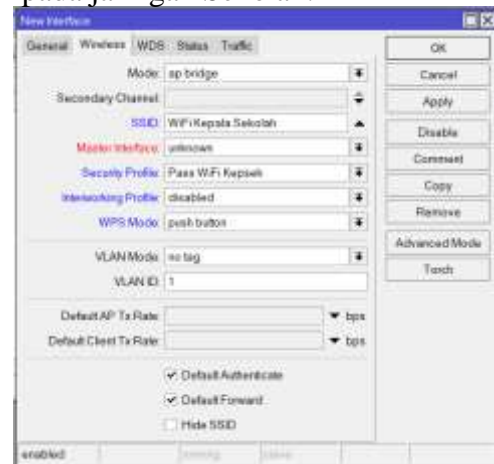 pada jaringan Sekolah.
New Interface
General Wireless WDS Status Traffic
Mode: ap bridge
Secondary Channel:
SSID: WiFi Kepala Sekolah
Master Interface: unknown
Security Profile: Pass WiFi Kepsek
Interworking Profile: disabled
WPS Mode: push button
VLAN Mode: no tag
VLAN ID: 1
Default AP Tx Rate: bps
Default Client Tx Rate: bps
Default Authenticate
Default Forward
Hide SSID
OK
Cancel
Apply
Disable
Comment
Copy
Remove
Advanced Mode
Torch
enabled running slave